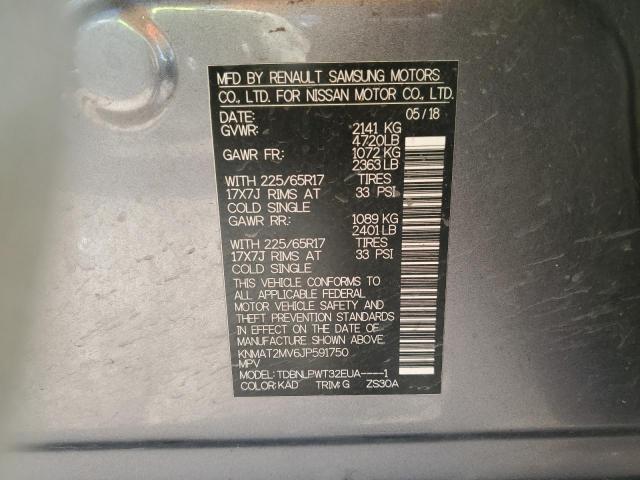 MFD BY RENAULT SAMSUNG MOTORS
CO., LTD. FOR NISSAN MOTOR CO., LTD.
DATE: 05/18
GVWR: 2141 KG
4720LB
GAWR FR: 1072 KG
2363 LB
WITH 225/65R17 TIRES
17X7J RIMS AT 33 PSI
COLD SINGLE
GAWR RR: 1089 KG
2401 LB
WITH 225/65R17 TIRES
17X7J RIMS AT 33 PSI
COLD SINGLE
THIS VEHICLE CONFORMS TO
ALL APPLICABLE FEDERAL
MOTOR VEHICLE SAFETY AND
THEFT PREVENTION STANDARDS
IN EFFECT ON THE DATE OF
MANUFACTURE SHOWN ABOVE.
KNMAT2MV6JP591750
MPV
MODEL: TDBNLPWT32EUA----1
COLOR: KAD TRIM: G ZS30A